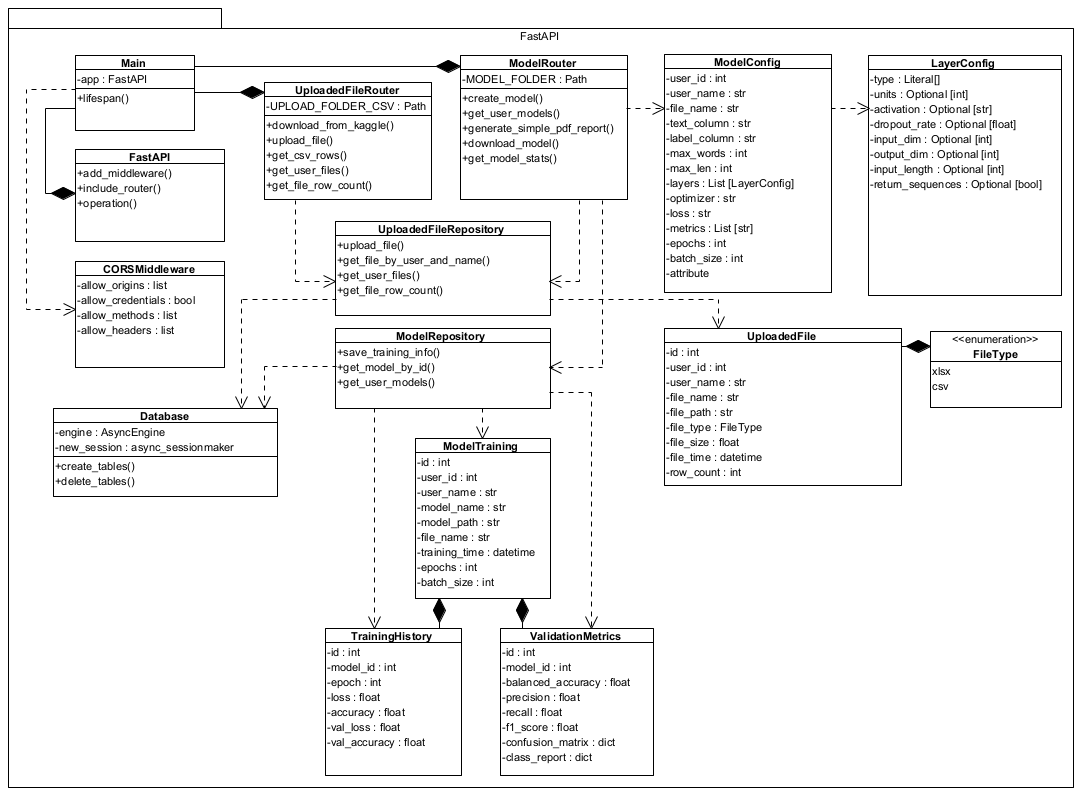 FastAPI
Main
-app : FastAPI
+lifespan()
FastAPI
+add_middleware()
+include_router()
+operation()
CORSMiddleware
-allow_origins : list
-allow_credentials : bool
-allow_methods : list
-allow_headers : list
UploadedFileRouter
-UPLOAD_FOLDER_CSV : Path
+download_from_kaggle()
+upload_file()
+get_csv_rows()
+get_user_files()
+get_file_row_count()
ModelRouter
-MODEL_FOLDER : Path
+create_model()
+get_user_models()
+generate_simple_pdf_report()
+download_model()
+get_model_stats()
ModelConfig
-user_id : int
-user_name : str
-file_name : str
-text_column : str
-label_column : str
-max_words : int
-max_len : int
-layers : List [LayerConfig]
-optimizer : str
-loss : str
-metrics : List [str]
-epochs : int
-batch_size : int
-attribute
LayerConfig
-type : Literal[]
-units : Optional [int]
-activation : Optional [str]
-dropout_rate : Optional [float]
-input_dim : Optional [int]
-output_dim : Optional [int]
-input_length : Optional [int]
-return_sequences : Optional [bool]
UploadedFileRepository
+upload_file()
+get_file_by_user_and_name()
+get_user_files()
+get_file_row_count()
ModelRepository
+save_training_info()
+get_model_by_id()
+get_user_models()
UploadedFile
-id : int
-user_id : int
-user_name : str
-file_name : str
-file_path : str
-file_type : FileType
-file_size : float
-file_time : datetime
-row_count : int
<<enumeration>>
FileType
xlsx
csv
Database
-engine : AsyncEngine
-new_session : async_sessionmaker
+create_tables()
+delete_tables()
ModelTraining
-id : int
-user_id : int
-user_name : str
-model_name : str
-model_path : str
-file_name : str
-training_time : datetime
-epochs : int
-batch_size : int
TrainingHistory
-id : int
-model_id : int
-epoch : int
-loss : float
-accuracy : float
-val_loss : float
-val_accuracy : float
ValidationMetrics
-id : int
-model_id : int
-balanced_accuracy : float
-precision : float
-recall : float
-f1_score : float
-confusion_matrix : dict
-class_report : dict